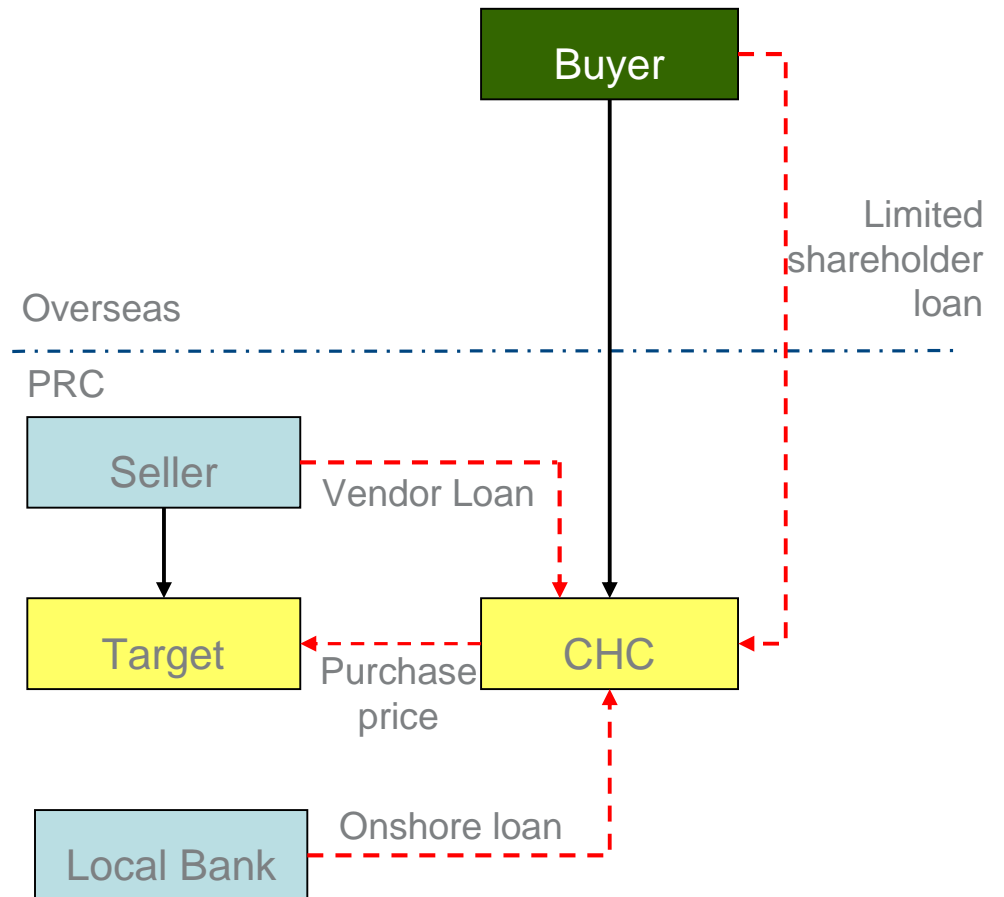 Buyer
Limited
shareholder
loan
Overseas
PRC
Seller
Vendor Loan
Target
CHC
Purchase
price
Onshore loan
Local Bank